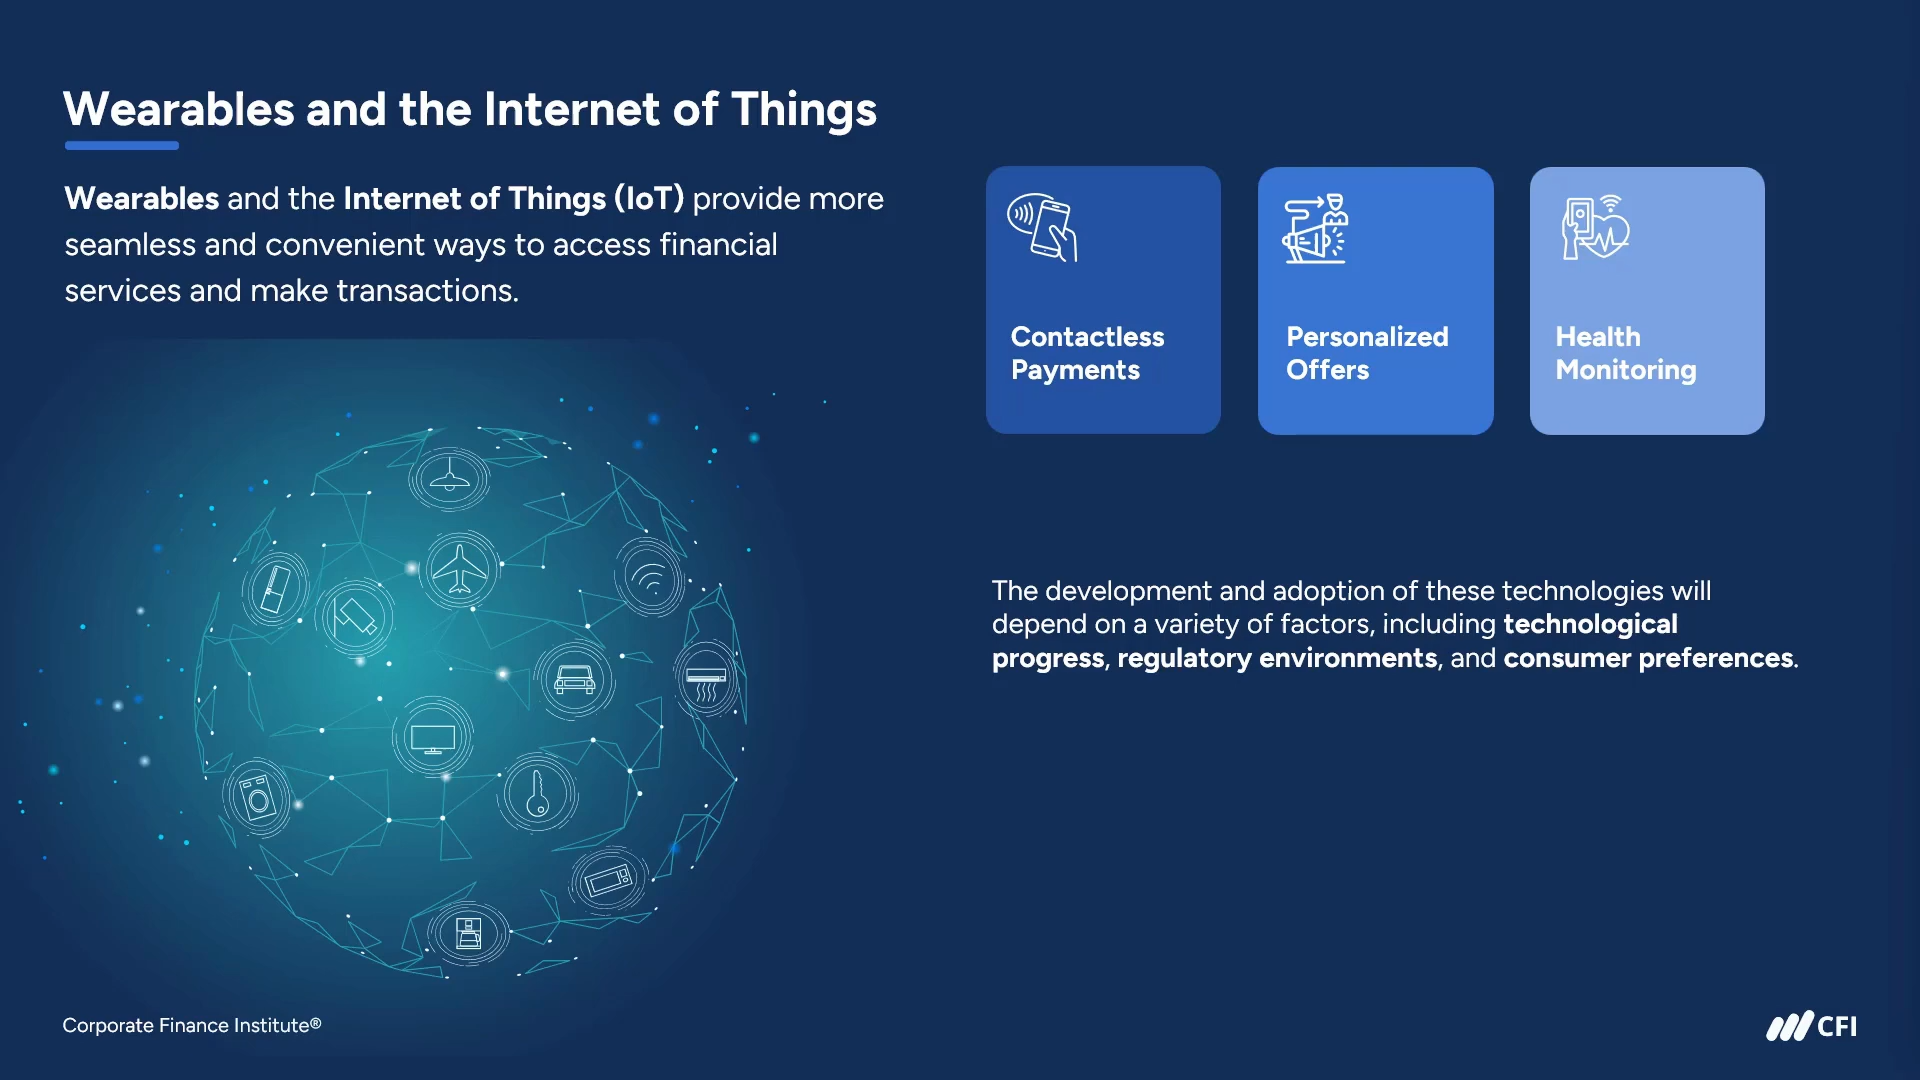 Wearables and the Internet of Things
Wearables and the Internet of Things (IoT) provide more
seamless and convenient ways to access financial
services and make transactions.
Contactless
Payments
Personalized
Offers
Health
Monitoring
The development and adoption of these technologies will
depend on a variety of factors, including technological
progress, regulatory environments, and consumer preferences.
Corporate Finance Institute®
CFI